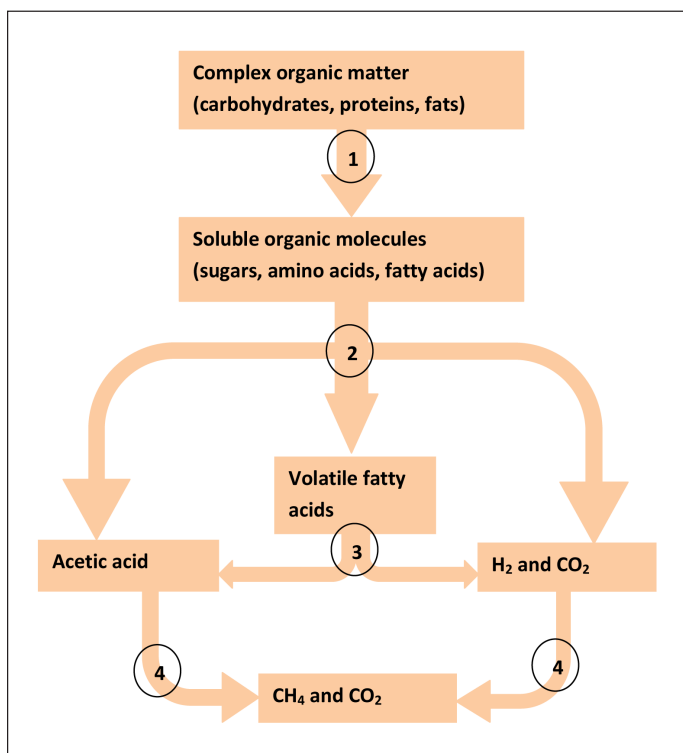 Complex organic matter
(carbohydrates, proteins, fats)
1
Soluble organic molecules
(sugars, amino acids, fatty acids)
2
Volatile fatty
acids
3
Acetic acid
H₂ and CO₂
4
4
CH₄ and CO₂